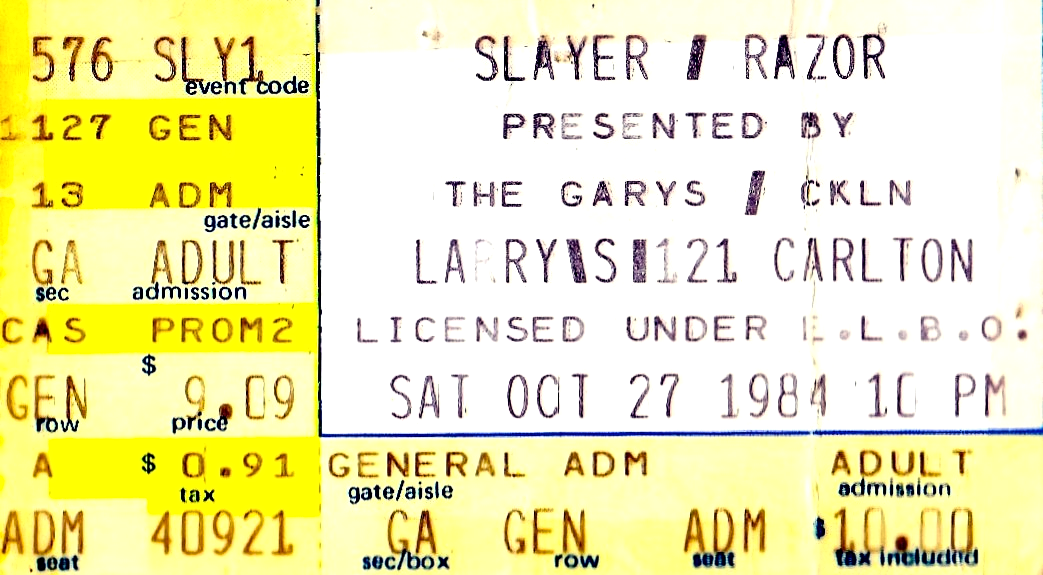 576 SLY1
event code
1127 GEN
13 ADM
gate/aisle
GA ADULT
sec admission
CAS PROM2
$
GEN 9.09
row price
A $ 0.91
tax
ADM 40921
seat
SLAYER / RAZOR
PRESENTED BY
THE GARYS / CKLN
LARRY'S 121 CARLTON
LICENSED UNDER E.L.B.O.
SAT OCT 27 1984 10 PM
GENERAL ADM ADULT
gate/aisle admission
GA GEN ADM $10.00
sec/box row seat tax included